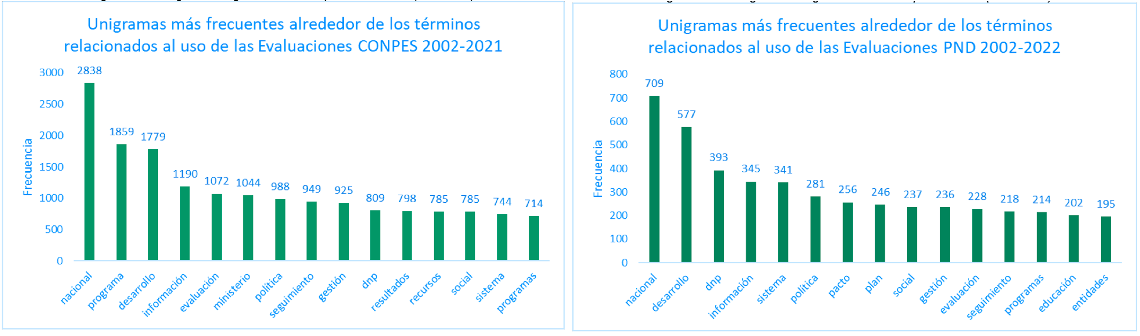 Unigramas más frecuentes alrededor de los términos
relacionados al uso de las Evaluaciones CONPES 2002-2021
Frecuencia
3000
2500
2000
1500
1000
500
0
2838
1859
1779
1190
1072
1044
988
949
925
809
798
785
785
744
714
nacional
programa
desarrollo
información
evaluación
ministerio
política
seguimiento
gestión
dnp
resultados
recursos
social
sistema
programas
Unigramas más frecuentes alrededor de los términos
relacionados al uso de las Evaluaciones PND 2002-2022
Frecuencia
800
700
600
500
400
300
200
100
0
709
577
393
345
341
281
256
246
237
236
228
218
214
202
195
nacional
desarrollo
dnp
información
sistema
política
pacto
plan
social
gestión
evaluación
seguimiento
programas
educación
entidades